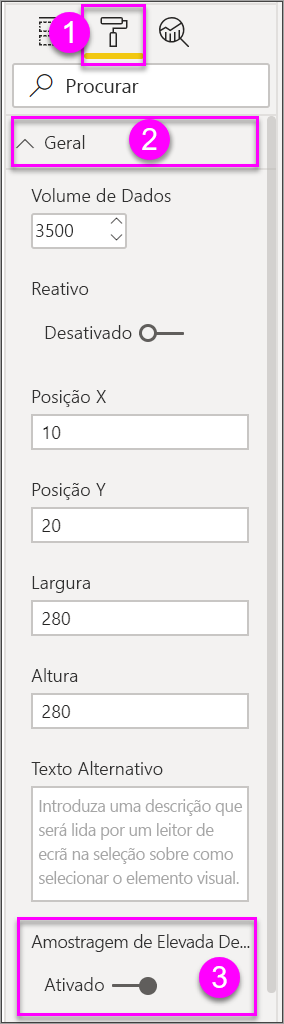 1
Procurar
Geral 2
Volume de Dados
3500
Reativo
Desativado
Posição X
10
Posição Y
20
Largura
280
Altura
280
Texto Alternativo
Introduza uma descrição que
será lida por um leitor de
ecrã na seleção sobre como
selecionar o elemento visual.
Amostragem de Elevada De...
Ativado 3